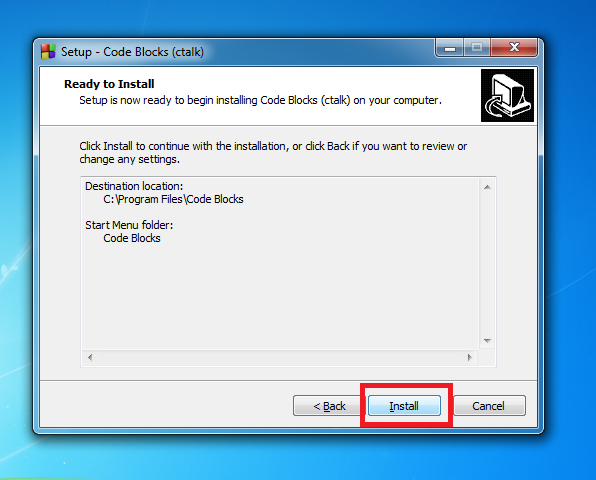 Setup - Code Blocks (ctalk)
Ready to Install
Setup is now ready to begin installing Code Blocks (ctalk) on your computer.
Click Install to continue with the installation, or click Back if you want to review or
change any settings.
Destination location:
C:\Program Files\Code Blocks
Start Menu folder:
Code Blocks
< Back Install Cancel